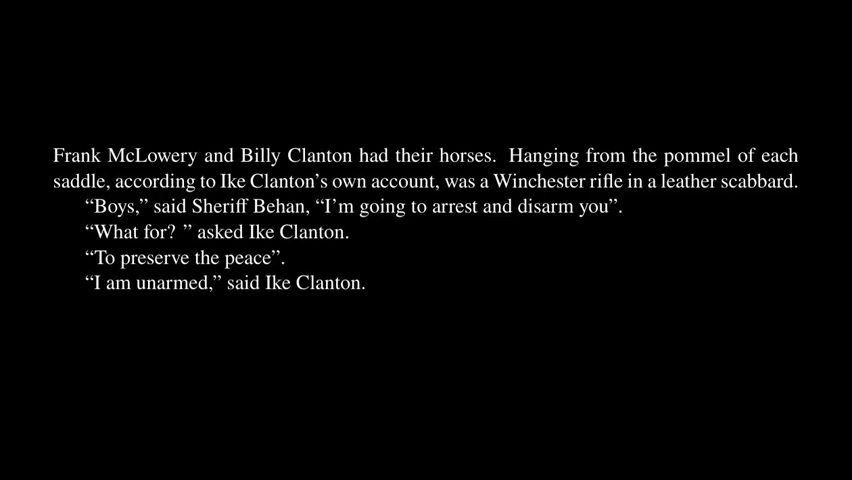 Frank McLowery and Billy Clanton had their horses. Hanging from the pommel of each
saddle, according to Ike Clanton’s own account, was a Winchester rifle in a leather scabbard.
“Boys,” said Sheriff Behan, “I’m going to arrest and disarm you”.
“What for? ” asked Ike Clanton.
“To preserve the peace”.
“I am unarmed,” said Ike Clanton.